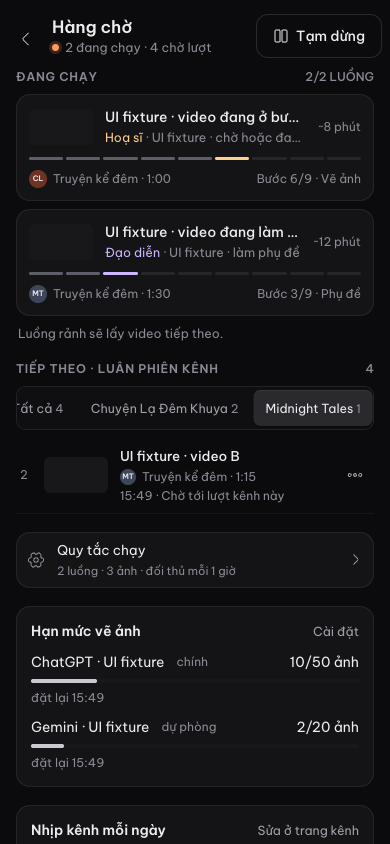 Hàng chờ
2 đang chạy · 4 chờ lượt
Tạm dừng
ĐANG CHẠY
2/2 LUỒNG
UI fixture · video đang ở bư...
~8 phút
Hoạ sĩ · UI fixture · chờ hoặc đa...
CL Truyện kể đêm · 1:00
Bước 6/9 · Vẽ ảnh
UI fixture · video đang làm ...
~12 phút
Đạo diễn · UI fixture · làm phụ đề
MT Truyện kể đêm · 1:30
Bước 3/9 · Phụ đề
Luồng rảnh sẽ lấy video tiếp theo.
TIẾP THEO · LUÂN PHIÊN KÊNH
4
Tất cả 4
Chuyện Lạ Đêm Khuya 2
Midnight Tales 1
2
UI fixture · video B
MT Truyện kể đêm · 1:15
15:49 · Chờ tới lượt kênh này
Quy tắc chạy
2 luồng · 3 ảnh · đối thủ mỗi 1 giờ
Hạn mức vẽ ảnh
Cài đặt
ChatGPT · UI fixture chính
10/50 ảnh
đặt lại 15:49
Gemini · UI fixture dự phòng
2/20 ảnh
đặt lại 15:49
Nhịp kênh mỗi ngày
Sửa ở trang kênh